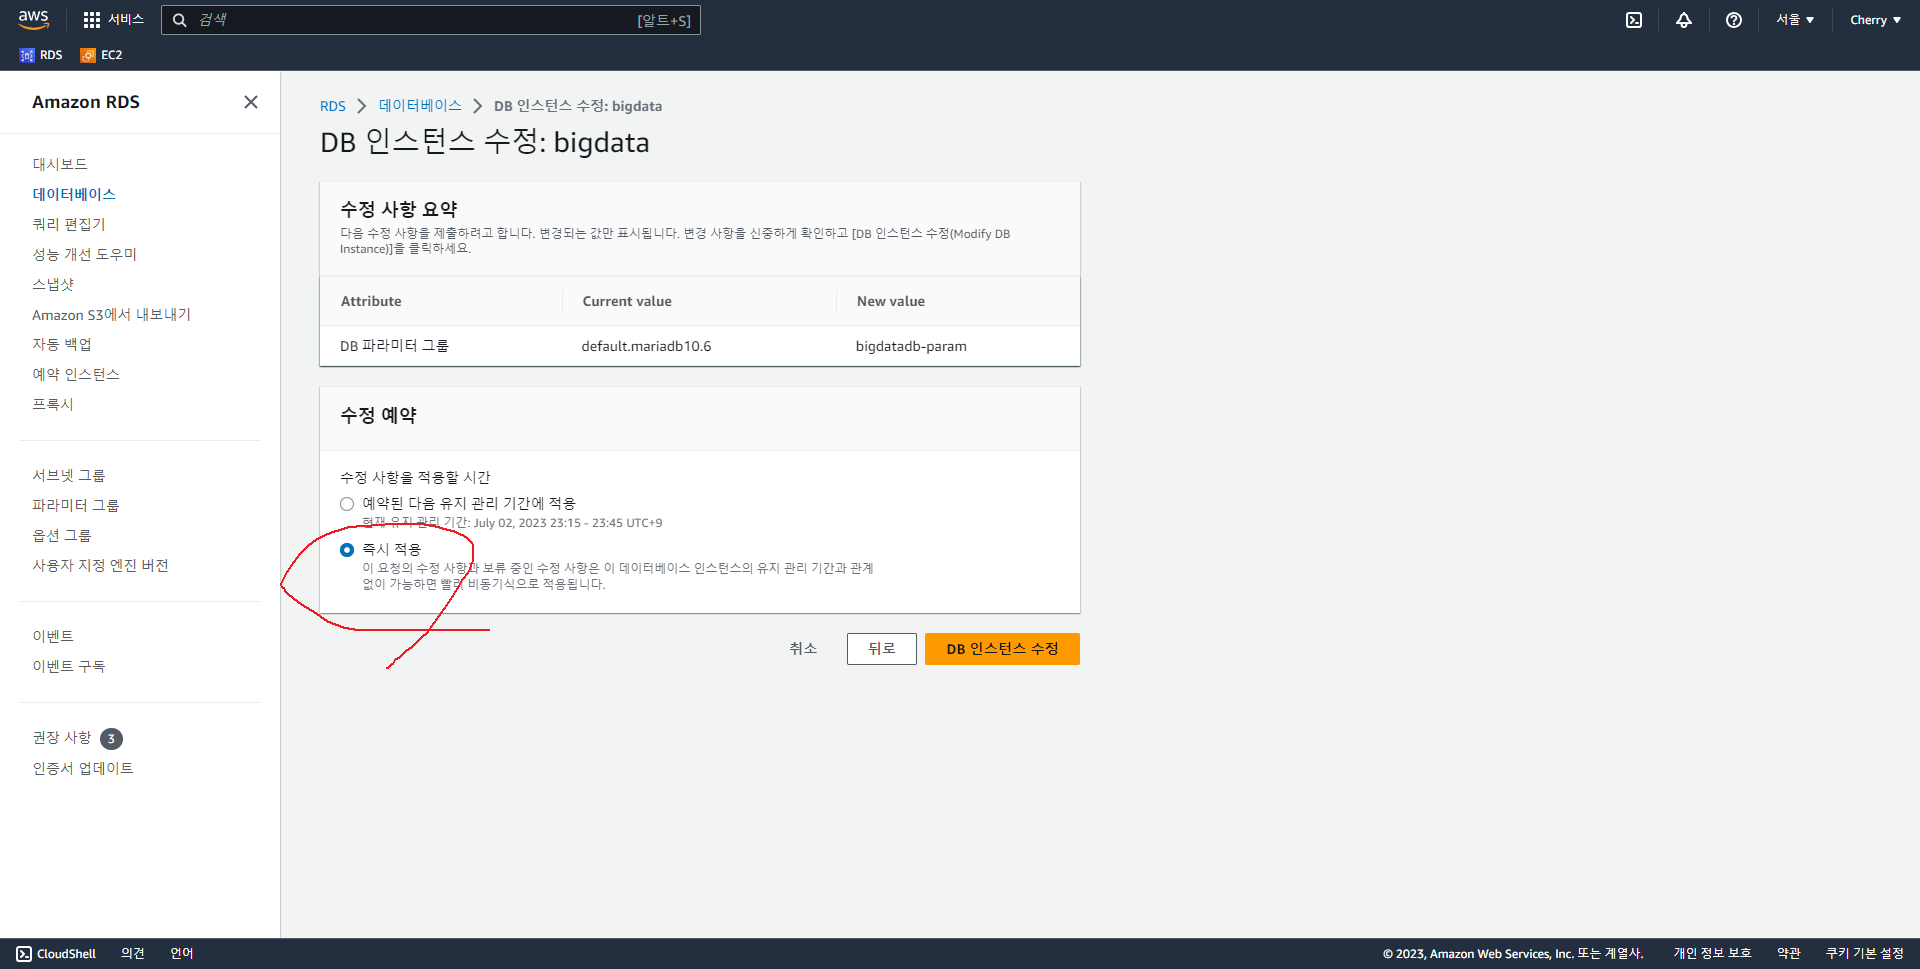 aws
서비스
검색
[알트+S]
서울
Cherry
RDS
EC2
Amazon RDS
대시보드
데이터베이스
쿼리 편집기
성능 개선 도우미
스냅샷
Amazon S3에서 내보내기
자동 백업
예약 인스턴스
프록시
서브넷 그룹
파라미터 그룹
옵션 그룹
사용자 지정 엔진 버전
이벤트
이벤트 구독
권장 사항 3
인증서 업데이트
RDS > 데이터베이스 > DB 인스턴스 수정: bigdata
DB 인스턴스 수정: bigdata
수정 사항 요약
다음 수정 사항을 제출하려고 합니다. 변경되는 값만 표시됩니다. 변경 사항을 신중하게 확인하고 [DB 인스턴스 수정(Modify DB
Instance)]을 클릭하세요.
Attribute Current value New value
DB 파라미터 그룹 default.mariadb10.6 bigdatadb-param
수정 예약
수정 사항을 적용할 시간
예약된 다음 유지 관리 기간에 적용
현재 유지 관리 기간: July 02, 2023 23:15 - 23:45 UTC+9
즉시 적용
이 요청의 수정 사항과 보류 중인 수정 사항은 이 데이터베이스 인스턴스의 유지 관리 기간과 관계
없이 가능하면 빨리 비동기식으로 적용됩니다.
취소
뒤로
DB 인스턴스 수정
CloudShell
의견
언어
© 2023, Amazon Web Services, Inc. 또는 계열사.
개인 정보 보호
약관
쿠키 기본 설정